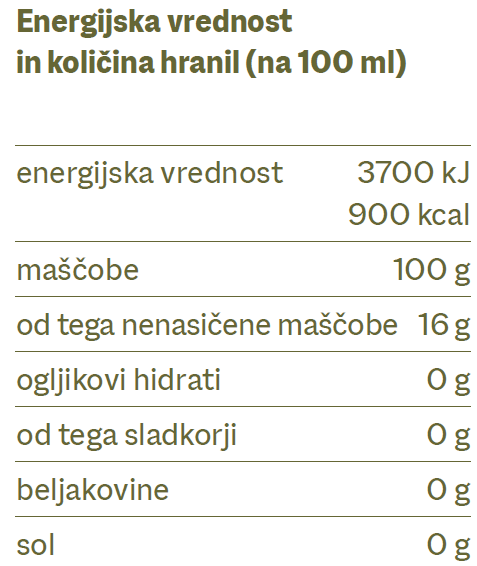 Energijska vrednost
in količina hranil (na 100 ml)
energijska vrednost 3700 kJ
900 kcal
maščobe 100 g
od tega nenasičene maščobe 16 g
ogljikovi hidrati 0 g
od tega sladkorji 0 g
beljakovine 0 g
sol 0 g